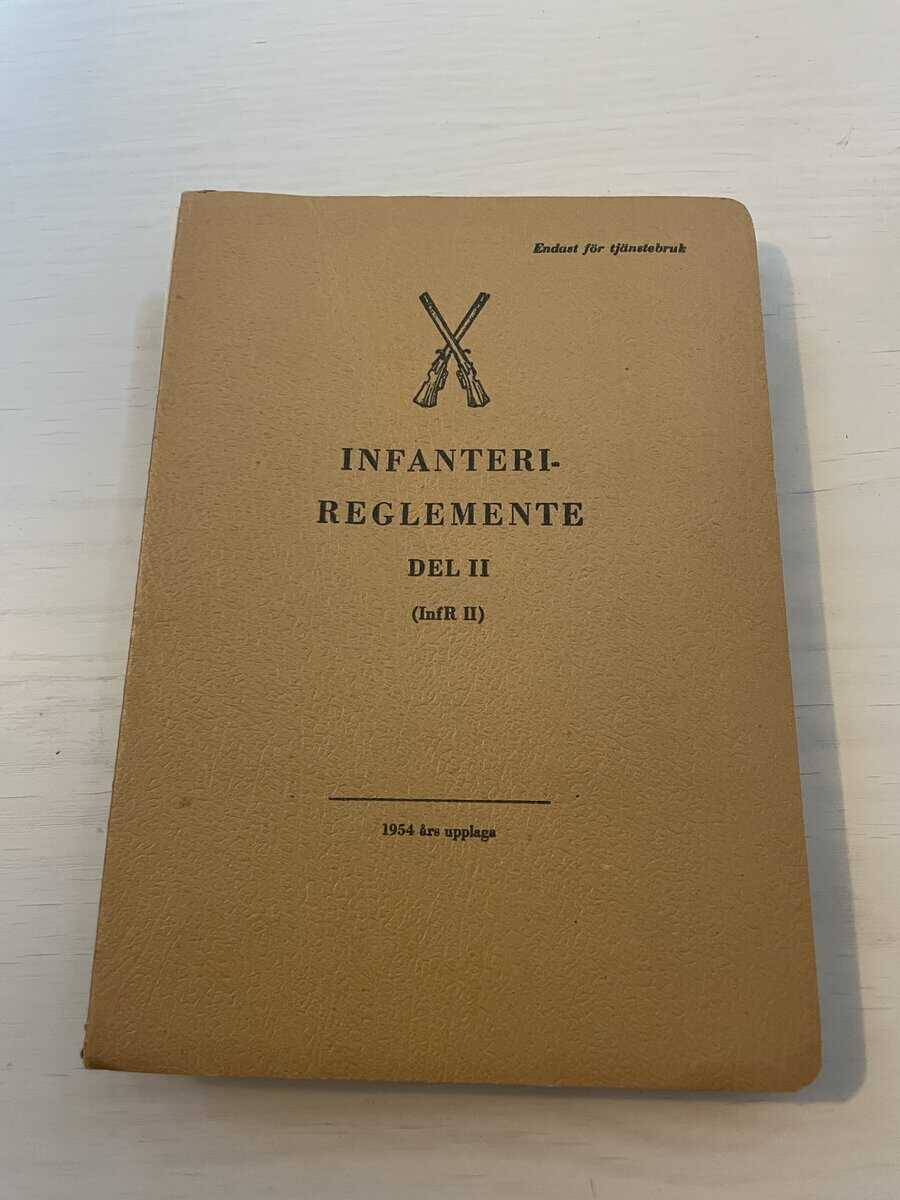 Endast för tjänstebruk
INFANTERI-
REGLEMENTE
DEL II
(InfR II)
1954 års upplaga